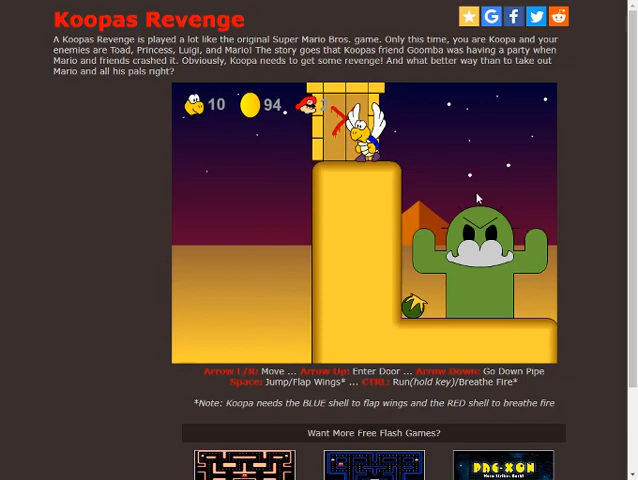 Koopas Revenge
A Koopas Revenge is played a lot like the original Super Mario Bros. game. Only this time, you are Koopa and your
enemies are Toad, Princess, Luigi, and Mario! The story goes that Koopas friend Goomba was having a party when
Mario and friends crashed it. Obviously, Koopa needs to get some revenge! And what better way than to take out
Mario and all his pals right?
10 94
Arrow L/R: Move ... Arrow Up: Enter Door ... Arrow Down: Go Down Pipe
Space: Jump/Flap Wings* ... CTRL: Run(hold key)/Breathe Fire*
*Note: Koopa needs the BLUE shell to flap wings and the RED shell to breathe fire
Want More Free Flash Games?
PAC-XON